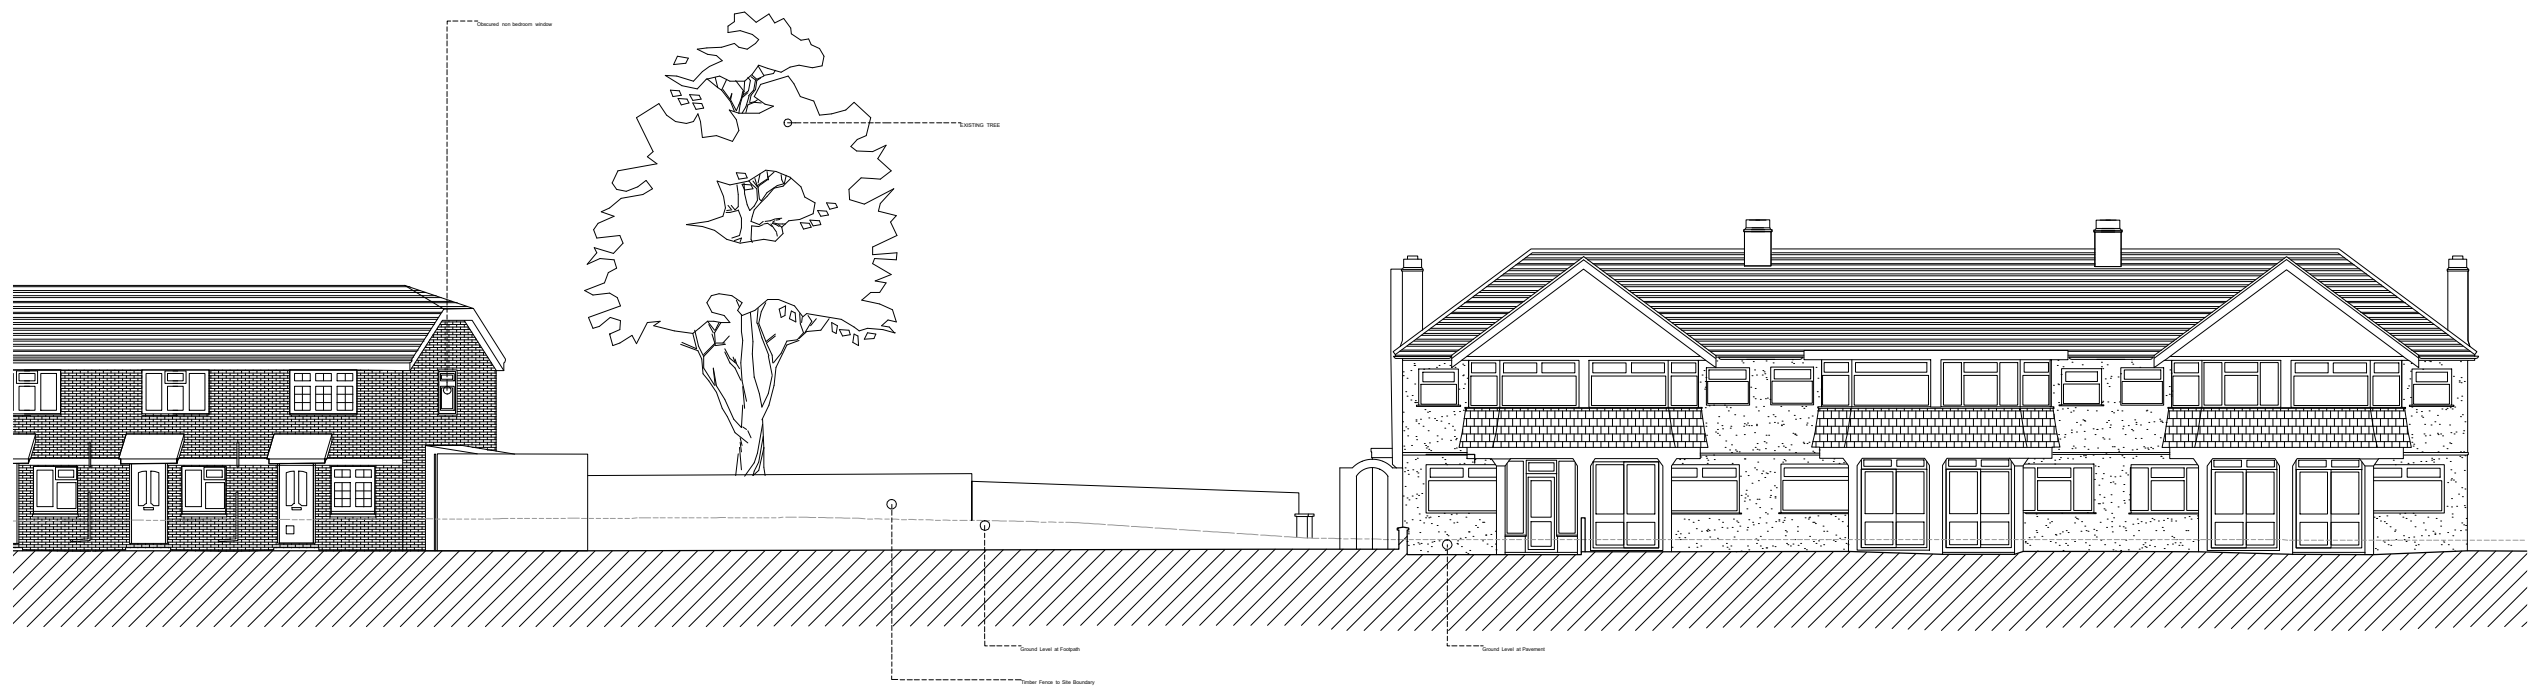 Obscured non bedroom window
EXISTING TREE
Ground Level at Footpath
Ground Level at Pavement
Timber Fence to Site Boundary